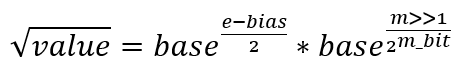 √value = base^((e−bias)/2) * base^((m>>1)/2^(m_bit))